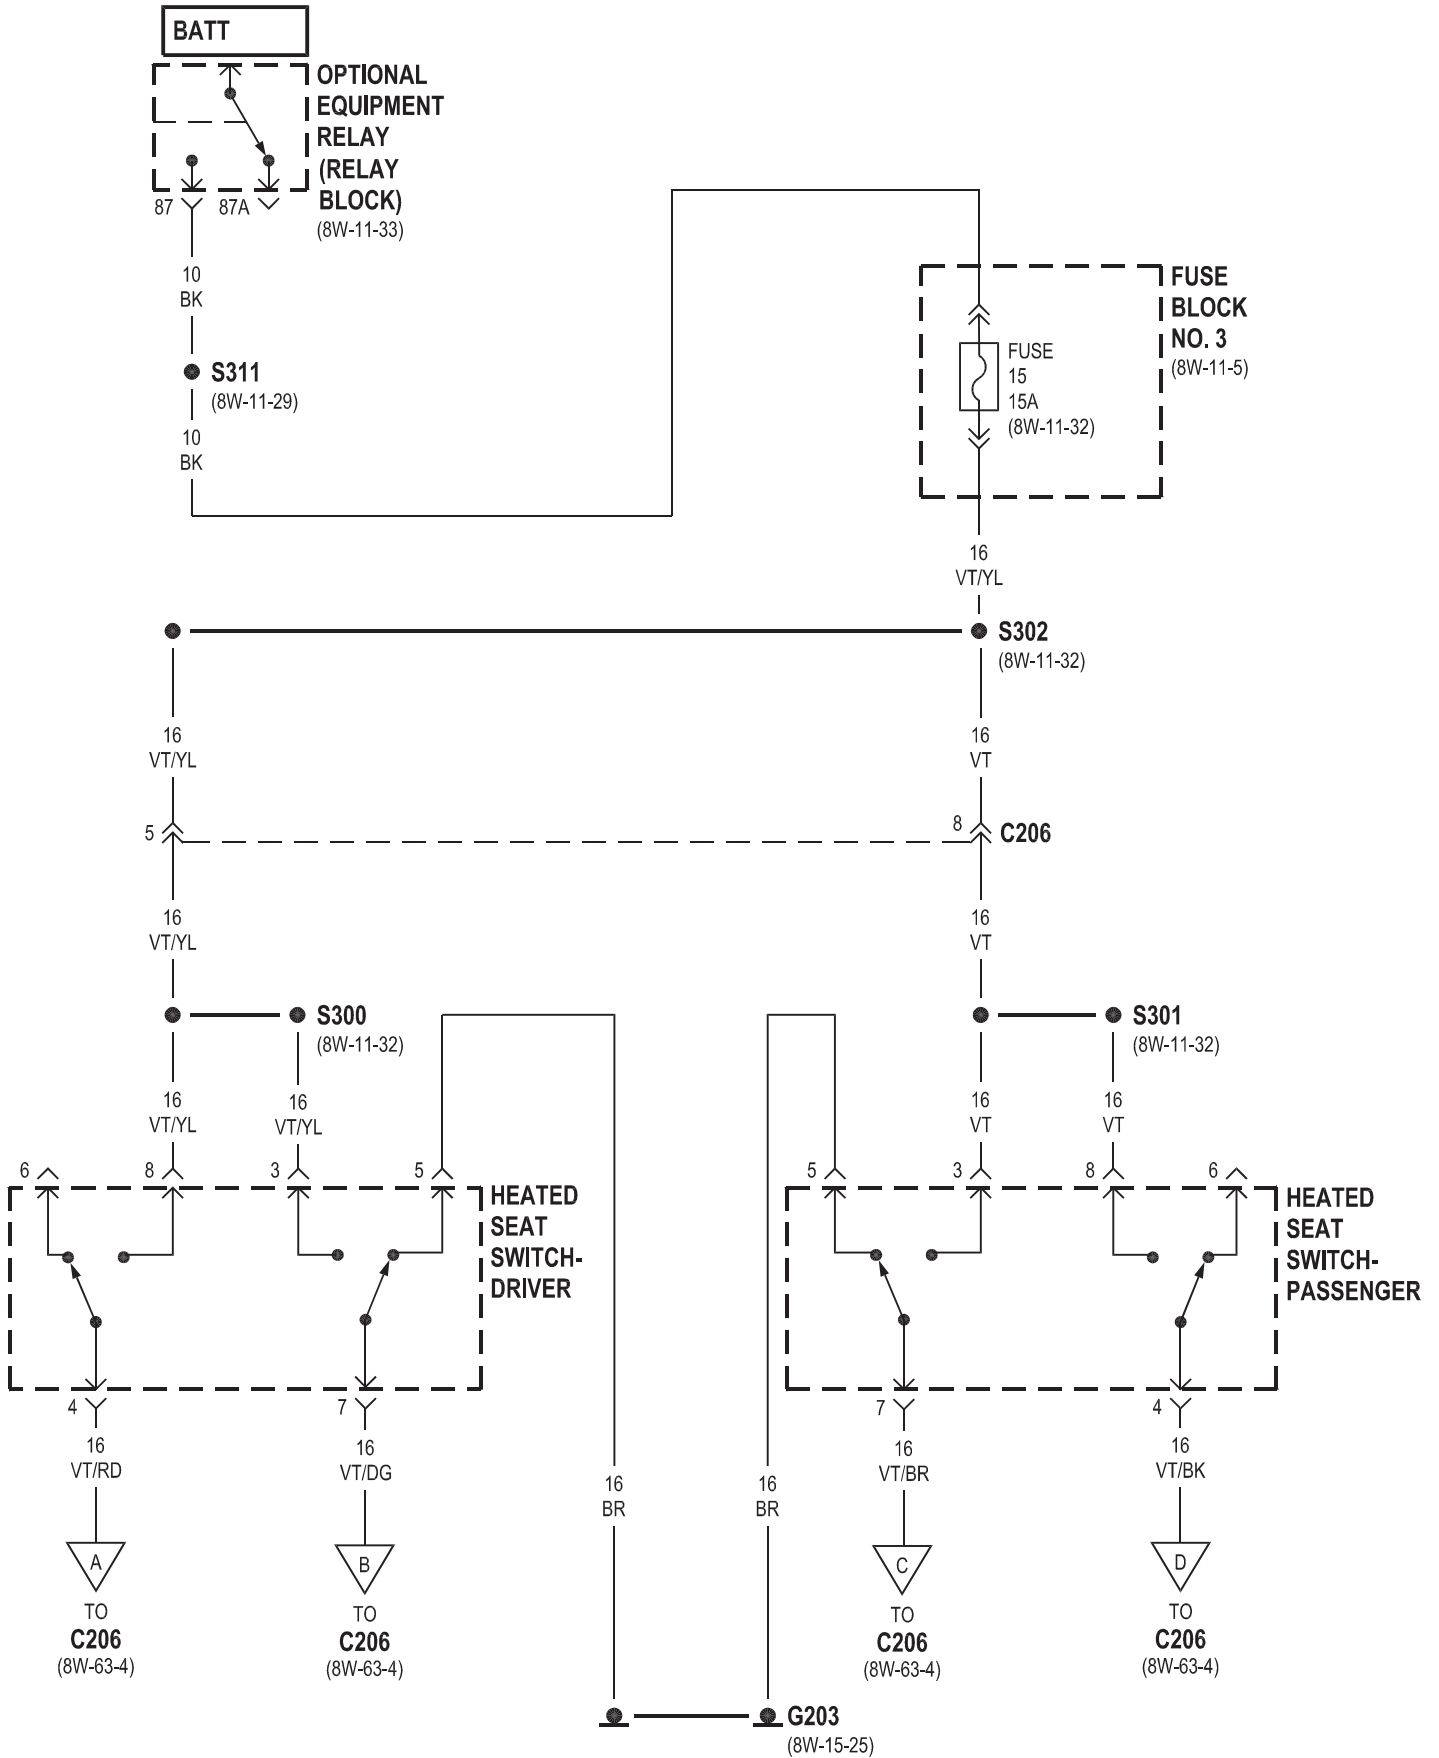 BATT
OPTIONAL
EQUIPMENT
RELAY
(RELAY
BLOCK)
(8W-11-33)
87
87A
10
BK
S311
(8W-11-29)
10
BK
FUSE
BLOCK
NO. 3
(8W-11-5)
FUSE
15
15A
(8W-11-32)
16
VT/YL
S302
(8W-11-32)
16
VT/YL
16
VT
5
8
C206
16
VT/YL
16
VT
S300
(8W-11-32)
S301
(8W-11-32)
16
VT/YL
16
VT/YL
16
VT
16
VT
6
8
3
5
5
3
8
6
HEATED
SEAT
SWITCH-
DRIVER
HEATED
SEAT
SWITCH-
PASSENGER
4
7
7
4
16
VT/RD
16
VT/DG
16
BR
16
BR
16
VT/BR
16
VT/BK
A
TO
C206
(8W-63-4)
B
TO
C206
(8W-63-4)
C
TO
C206
(8W-63-4)
D
TO
C206
(8W-63-4)
G203
(8W-15-25)